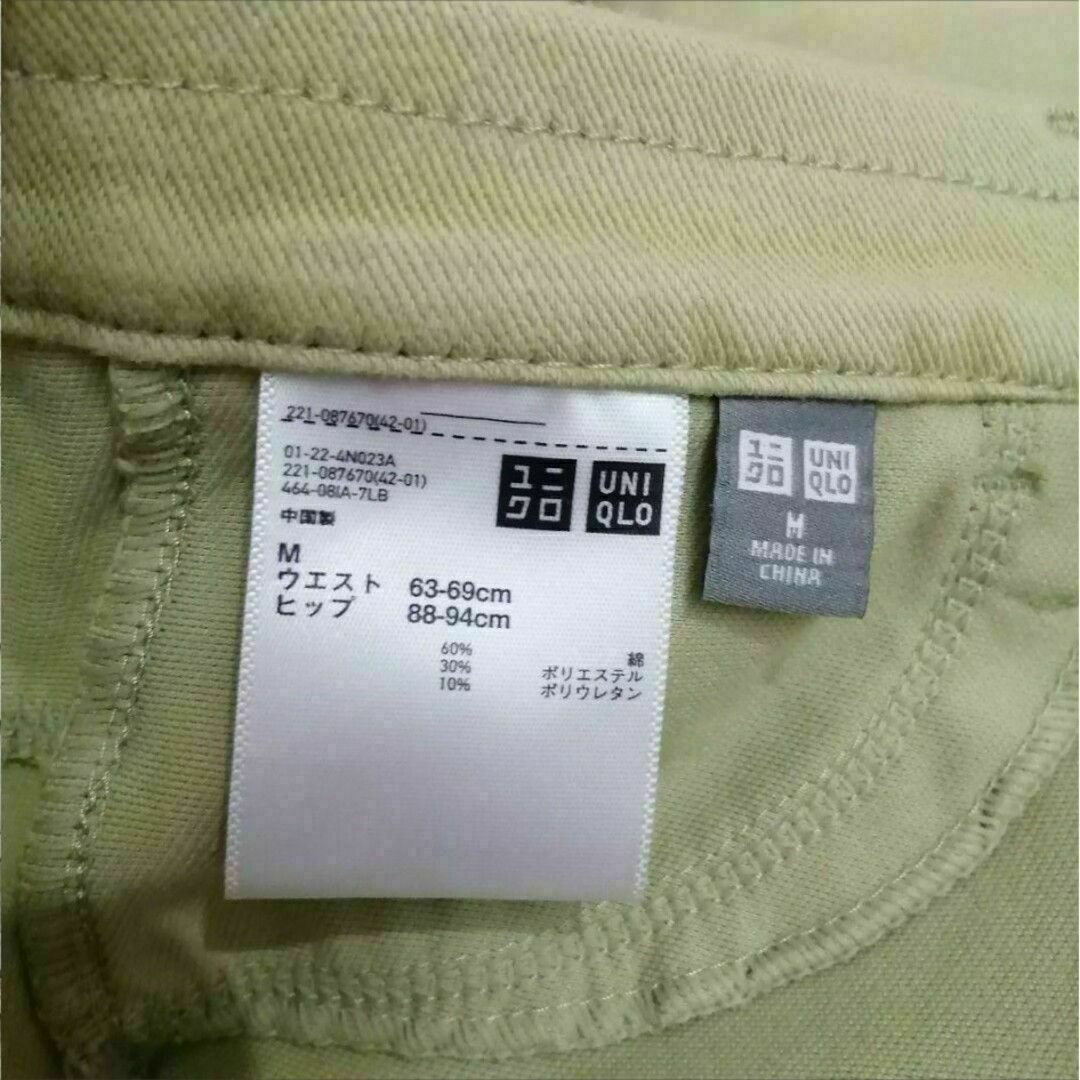 221-087670(42-01)
01-22-4N023A
221-087670(42-01)
464-08IA-7LB
中国製
ユニ
クロ
UNI
QLO
M
ウエスト 63-69cm
ヒップ 88-94cm
60% 綿
30% ポリエステル
10% ポリウレタン
ユニ
クロ
UNI
QLO
M
MADE IN
CHINA